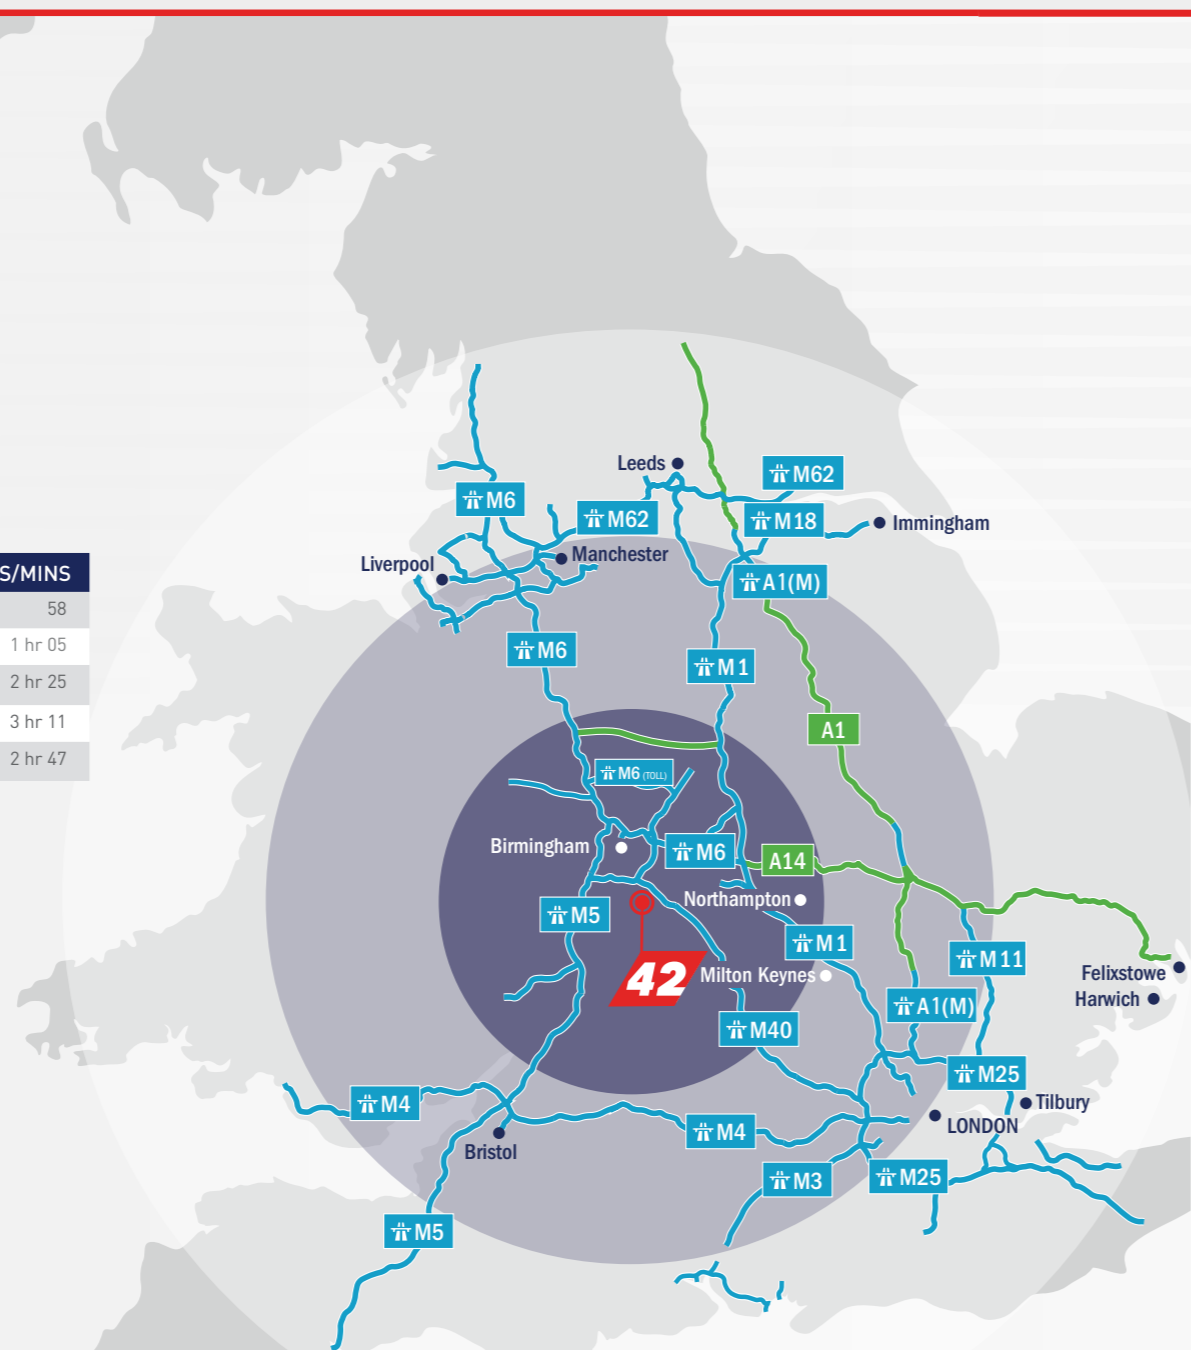 S/MINS
58
1 hr 05
2 hr 25
3 hr 11
2 hr 47
Leeds
M62
M6
M62
M18
Immingham
Manchester
Liverpool
A1(M)
M6
M1
A1
M6 (TOLL)
Birmingham
M6
A14
Northampton
M5
M1
M11
42
Milton Keynes
Felixstowe
Harwich
A1(M)
M40
M25
M4
Tilbury
LONDON
M4
Bristol
M3
M25
M5